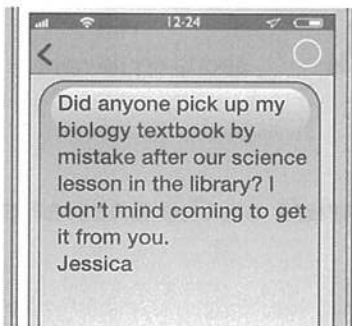 12-24
Did anyone pick up my
biology textbook by
mistake after our science
lesson in the library? I
don't mind coming to get
it from you.
Jessica